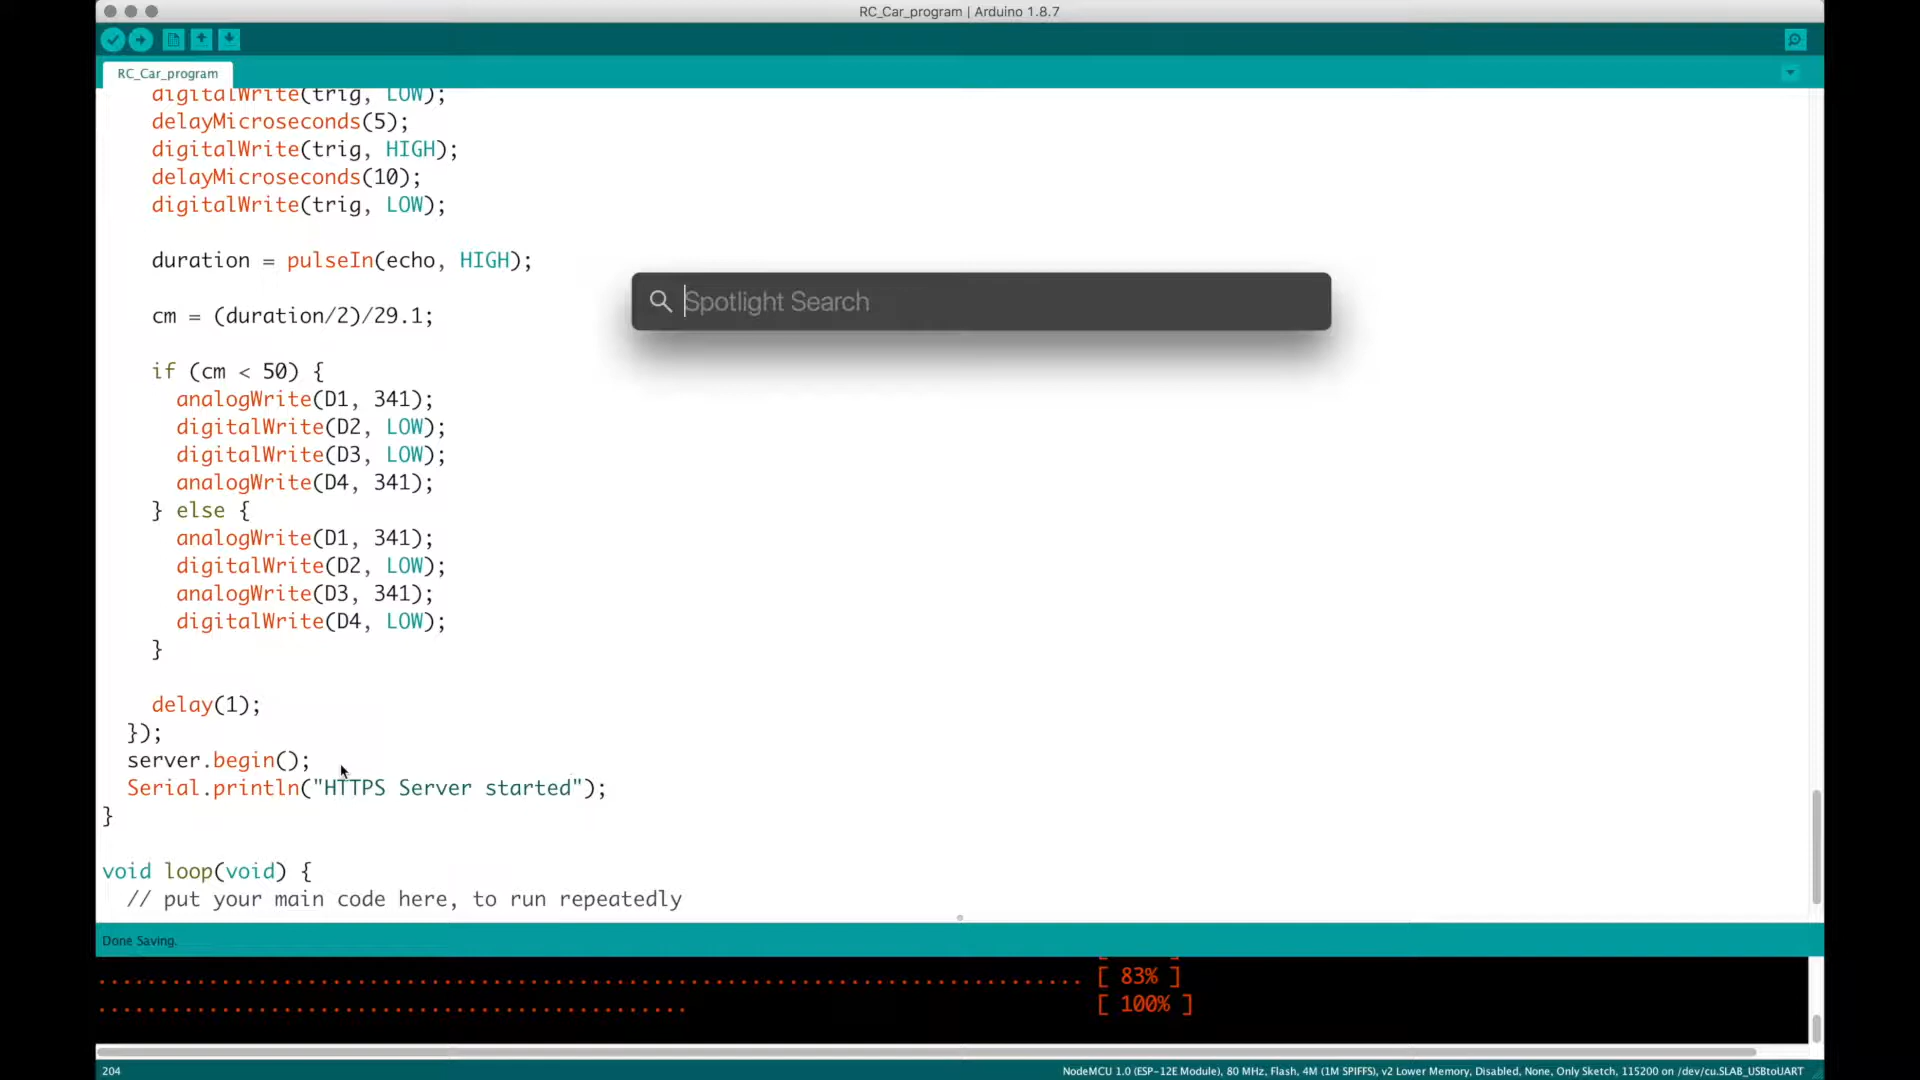 RC_Car_program | Arduino 1.8.7
RC_Car_program
digitalWrite(trig, LOW);
delayMicroseconds(5);
digitalWrite(trig, HIGH);
delayMicroseconds(10);
digitalWrite(trig, LOW);
duration = pulseIn(echo, HIGH);
Spotlight Search
cm = (duration/2)/29.1;
if (cm < 50) {
analogWrite(D1, 341);
digitalWrite(D2, LOW);
digitalWrite(D3, LOW);
analogWrite(D4, 341);
} else {
analogWrite(D1, 341);
digitalWrite(D2, LOW);
analogWrite(D3, 341);
digitalWrite(D4, LOW);
}
delay(1);
});
server.begin();
Serial.println("HTTPS Server started");
}
void loop(void) {
// put your main code here, to run repeatedly
Done Saving.
................................................................................ [ 83% ]
................................................ [ 100% ]
204
NodeMCU 1.0 (ESP-12E Module), 80 MHz, Flash, 4M (1M SPIFFS), v2 Lower Memory, Disabled, None, Only Sketch, 115200 on /dev/cu.SLAB_USBtoUART